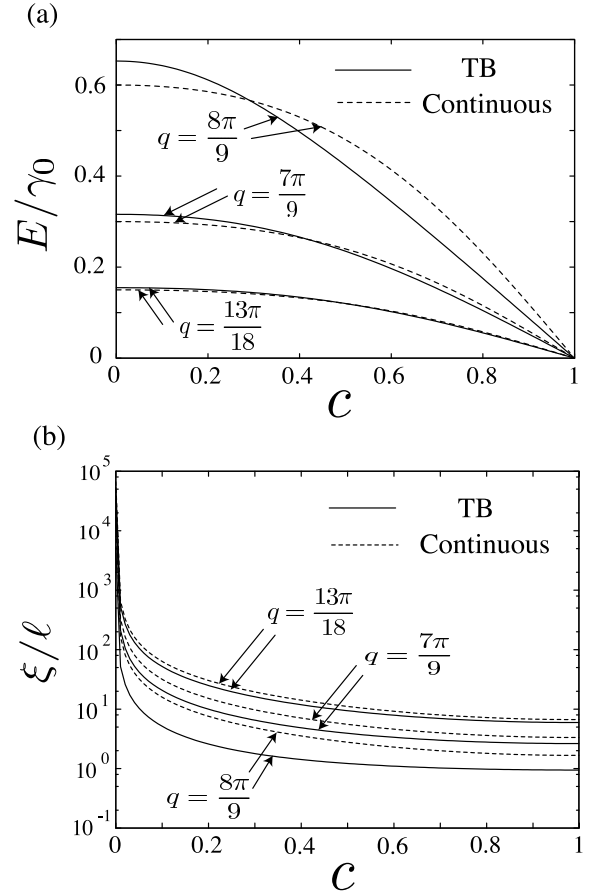 (a)
TB
Continuous
q = 8π/9
q = 7π/9
q = 13π/18
E/γ0
0.6
0.4
0.2
0
0 0.2 0.4 0.6 0.8 1
c
(b)
TB
Continuous
q = 13π/18
q = 7π/9
q = 8π/9
ξ/ℓ
10^5
10^4
10^3
10^2
10^1
10^0
10^-1
0 0.2 0.4 0.6 0.8 1
c